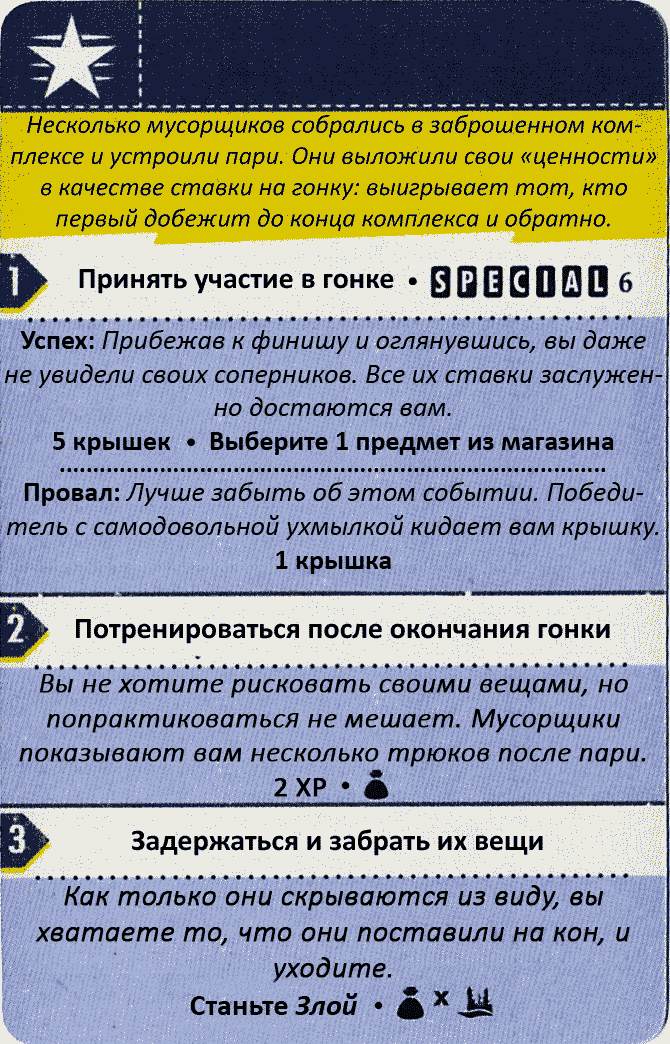 Несколько мусорщиков собрались в заброшенном ком-
плексе и устроили пари. Они выложили свои «ценности»
в качестве ставки на гонку: выигрывает тот, кто
первый добежит до конца комплекса и обратно.
1 Принять участие в гонке • SPECIAL 6
Успех: Прибежав к финишу и оглянувшись, вы даже
не увидели своих соперников. Все их ставки заслужен-
но достаются вам.
5 крышек • Выберите 1 предмет из магазина
Провал: Лучше забыть об этом событии. Победи-
тель с самодовольной ухмылкой кидает вам крышку.
1 крышка
2 Потренироваться после окончания гонки
Вы не хотите рисковать своими вещами, но
попрактиковаться не мешает. Мусорщики
показывают вам несколько трюков после пари.
2 XP •
3 Задержаться и забрать их вещи
Как только они скрываются из виду, вы
хватаете то, что они поставили на кон, и
уходите.
Станьте Злой • x